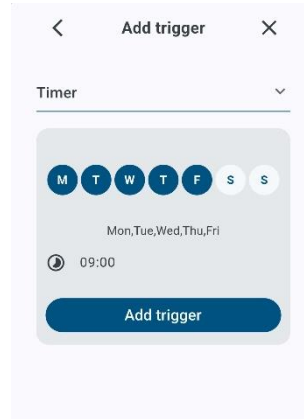 Add trigger
Timer
M T W T F S S
Mon,Tue,Wed,Thu,Fri
09:00
Add trigger